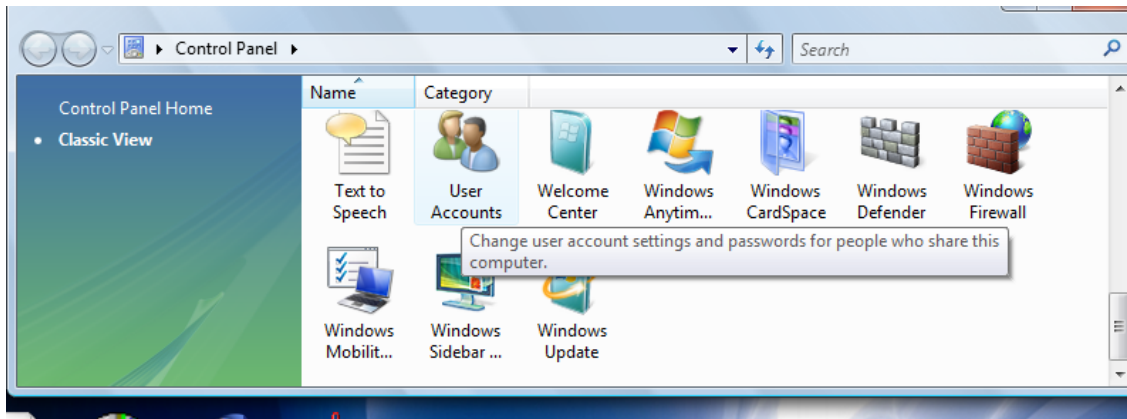 Control Panel
Search
Control Panel Home
Classic View
Name Category
Text to Speech
User Accounts
Welcome Center
Windows Anytim...
Windows CardSpace
Windows Defender
Windows Firewall
Change user account settings and passwords for people who share this
computer.
Windows Mobilit...
Windows Sidebar ...
Windows Update